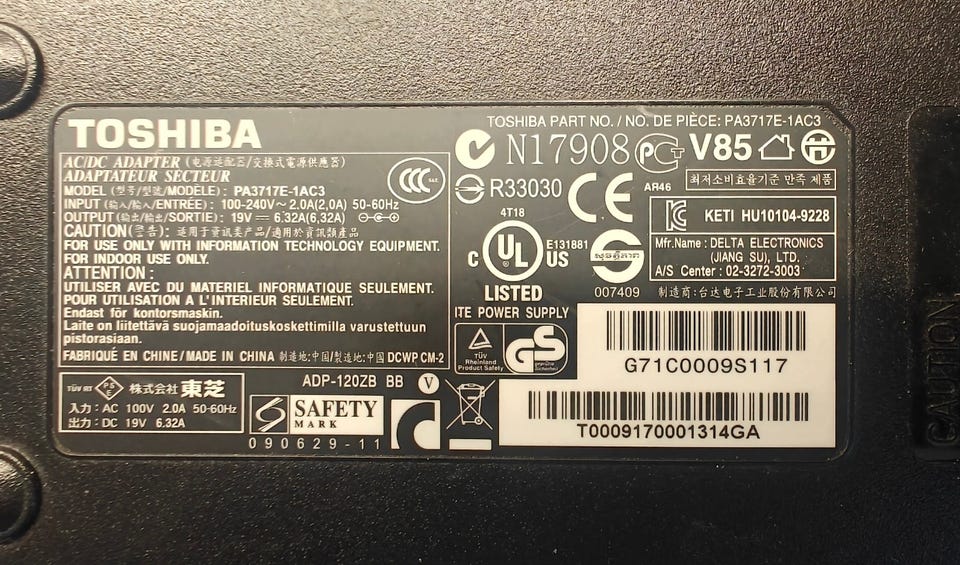 TOSHIBA
AC/DC ADAPTER (电源适配器/交換式電源供應器)
ADAPTATEUR SECTEUR
MODEL (型号/型號/MODÈLE): PA3717E-1AC3
INPUT (输入/輸入/ENTRÉE): 100-240V~2.0A(2,0A) 50-60Hz
OUTPUT (输出/輸出/SORTIE): 19V⎓6.32A(6,32A)
CAUTION(警告): 适用于资讯类产品/適用於資訊類產品
FOR USE ONLY WITH INFORMATION TECHNOLOGY EQUIPMENT.
FOR INDOOR USE ONLY.
ATTENTION :
UTILISER AVEC DU MATERIEL INFORMATIQUE SEULEMENT.
POUR UTILISATION A L'INTERIEUR SEULEMENT.
Endast för kontorsmaskin.
Laite on liitettävä suojamaadoituskoskettimilla varustettuun
pistorasiaan.
FABRIQUÉ EN CHINE/MADE IN CHINA 制造地:中国/製造地:中國 DCWP CM-2
CCC S&E
TOSHIBA PART NO. / NO. DE PIÈCE: PA3717E-1AC3
N17908 PCT V85
R33030 CE AR46
최저소비효율기준 만족 제품
4T18
C UL US E131881
LISTED
ITE POWER SUPPLY
007409
KETI HU10104-9228
Mfr.Name : DELTA ELECTRONICS
(JIANG SU), LTD.
A/S Center : 02-3272-3003
制造商:台达电子工业股份有限公司
TÜV
Rheinland
Product Safety
GS
geprüfte
Sicherheit
G71C0009S117
T0009170001314GA
TÜV RT PSE 株式会社 東芝
入力: AC 100V 2.0A 50-60Hz
出力: DC 19V 6.32A
ADP-120ZB BB V
S SAFETY
MARK
090629-11
CAUTION